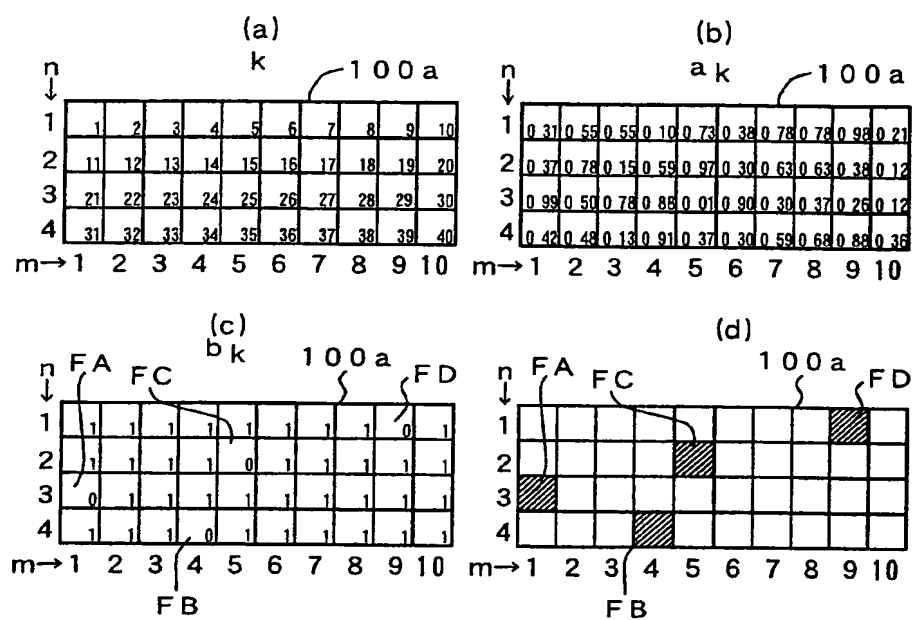 (a)
k
100a
n
↓
1 1 2 3 4 5 6 7 8 9 10
2 11 12 13 14 15 16 17 18 19 20
3 21 22 23 24 25 26 27 28 29 30
4 31 32 33 34 35 36 37 38 39 40
m→1 2 3 4 5 6 7 8 9 10
(b)
ak
100a
n
↓
1 0 31 0 55 0 55 0 10 0 73 0 38 0 78 0 78 0 98 0 21
2 0 37 0 78 0 15 0 59 0 97 0 30 0 63 0 63 0 38 0 12
3 0 99 0 50 0 78 0 88 0 01 0 90 0 30 0 37 0 26 0 12
4 0 42 0 48 0 13 0 91 0 37 0 30 0 59 0 68 0 88 0 36
m→1 2 3 4 5 6 7 8 9 10
(c)
bk
n
↓
FA
FC
100a
FD
1 1 1 1 1 1 1 1 1 0 1
2 1 1 1 1 0 1 1 1 1 1
3 0 1 1 1 1 1 1 1 1 1
4 1 1 1 0 1 1 1 1 1 1
m→1 2 3 4 5 6 7 8 9 10
FB
(d)
n
↓
FA
FC
100a
FD
1
2
3
4
m→1 2 3 4 5 6 7 8 9 10
FB